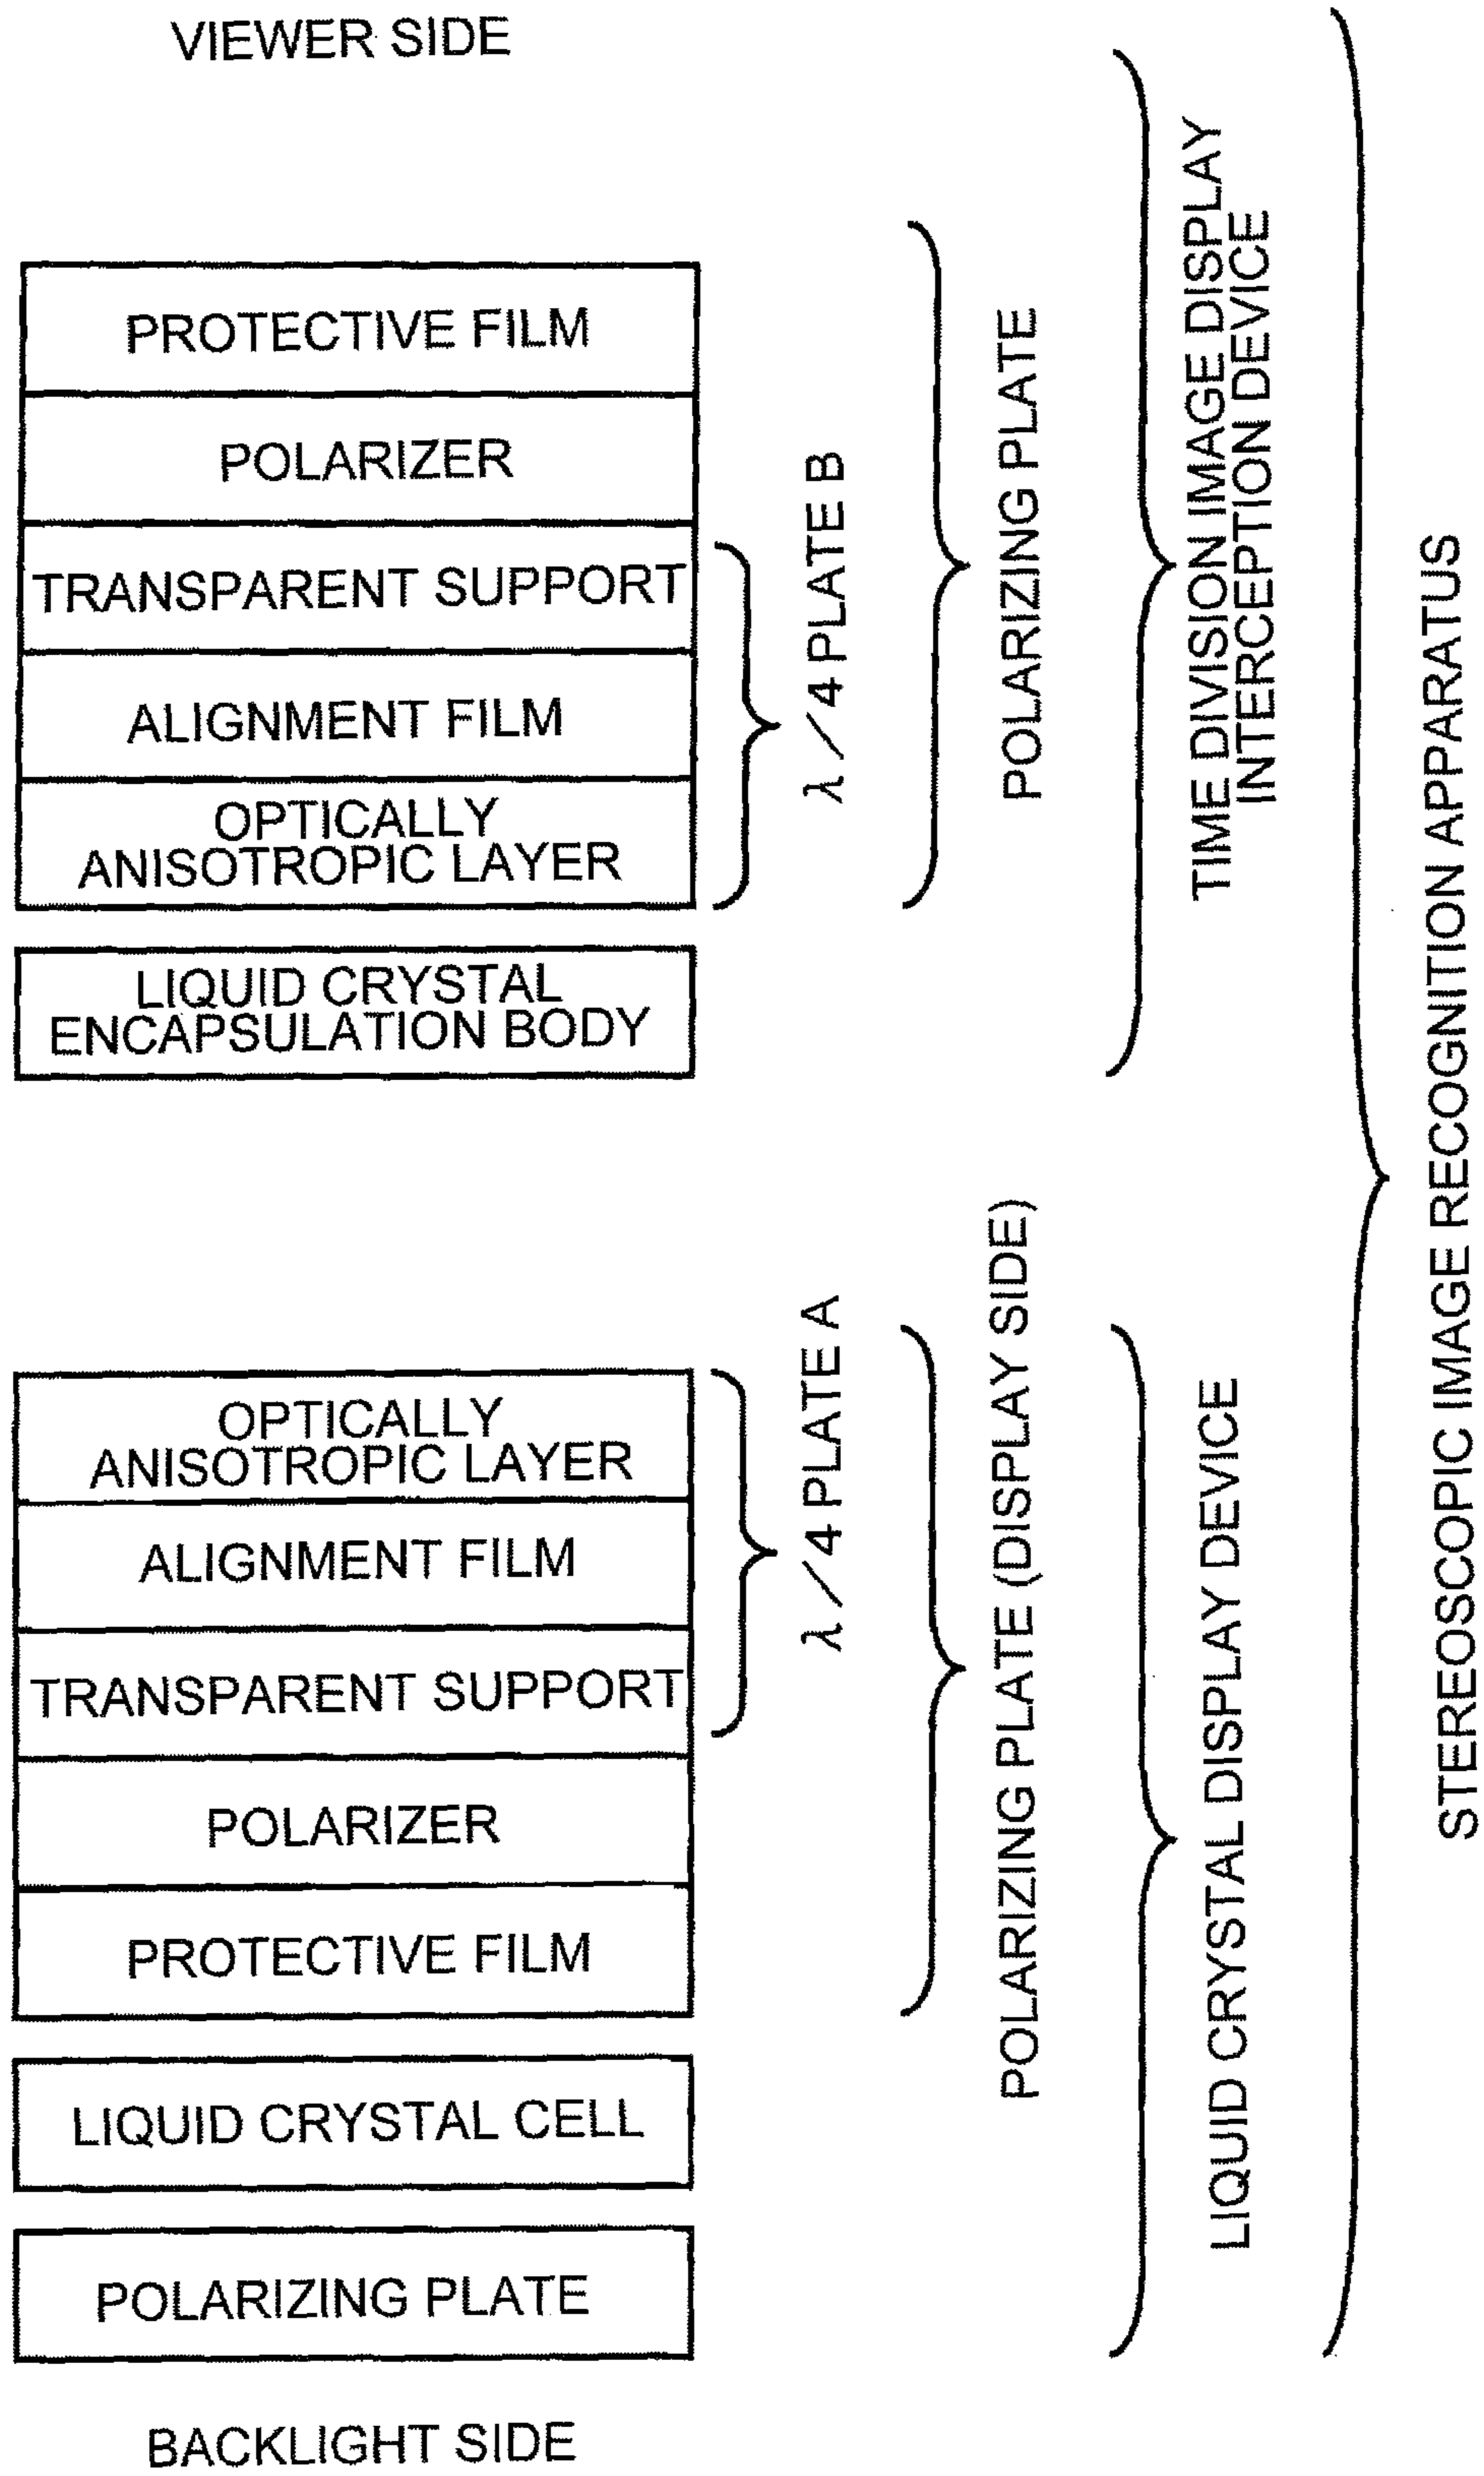 VIEWER SIDE
PROTECTIVE FILM
POLARIZER
TRANSPARENT SUPPORT
ALIGNMENT FILM
OPTICALLY
ANISOTROPIC LAYER
λ/4 PLATE B
POLARIZING PLATE
LIQUID CRYSTAL
ENCAPSULATION BODY
TIME DIVISION IMAGE DISPLAY
INTERCEPTION DEVICE
OPTICALLY
ANISOTROPIC LAYER
ALIGNMENT FILM
TRANSPARENT SUPPORT
POLARIZER
PROTECTIVE FILM
λ/4 PLATE A
POLARIZING PLATE (DISPLAY SIDE)
LIQUID CRYSTAL CELL
POLARIZING PLATE
LIQUID CRYSTAL DISPLAY DEVICE
STEREOSCOPIC IMAGE RECOGNITION APPARATUS
BACKLIGHT SIDE